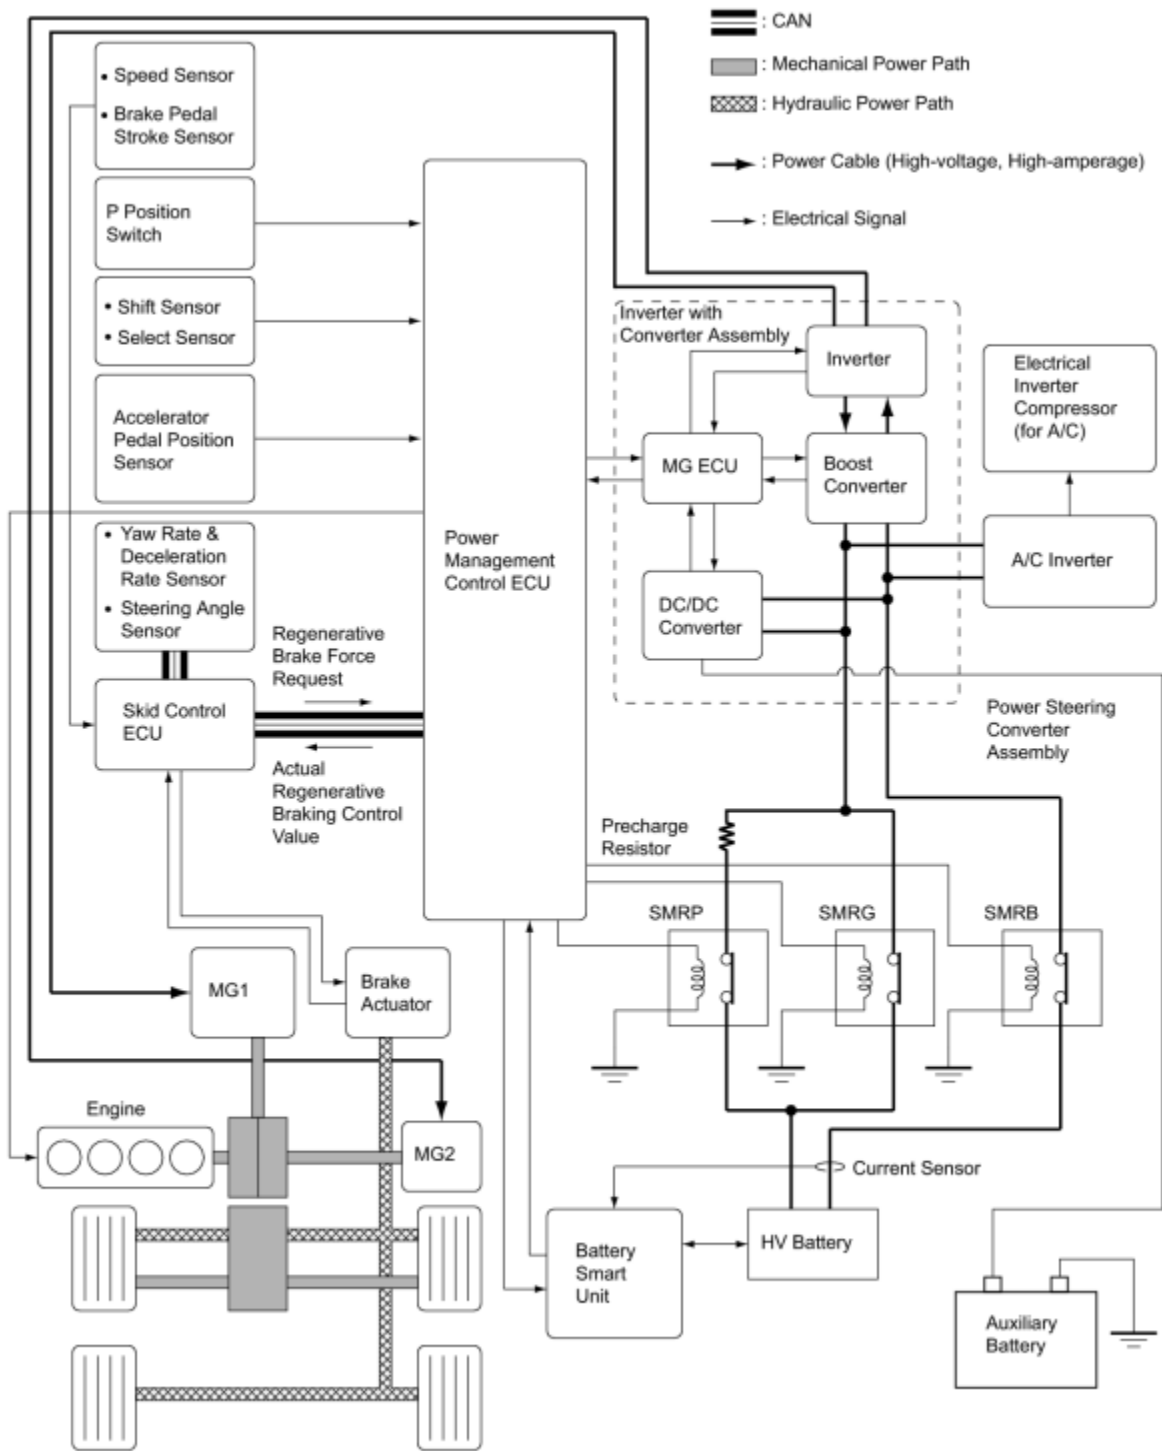 : CAN
: Mechanical Power Path
: Hydraulic Power Path
: Power Cable (High-voltage, High-amperage)
: Electrical Signal
• Speed Sensor
• Brake Pedal
Stroke Sensor
P Position
Switch
• Shift Sensor
• Select Sensor
Accelerator
Pedal Position
Sensor
• Yaw Rate &
Deceleration
Rate Sensor
• Steering Angle
Sensor
Skid Control
ECU
Regenerative
Brake Force
Request
Actual
Regenerative
Braking Control
Value
Power
Management
Control ECU
Inverter with
Converter Assembly
Inverter
MG ECU
Boost
Converter
DC/DC
Converter
Electrical
Inverter
Compressor
(for A/C)
A/C Inverter
Power Steering
Converter
Assembly
Precharge
Resistor
SMRP
SMRG
SMRB
MG1
Brake
Actuator
Engine
MG2
Current Sensor
Battery
Smart
Unit
HV Battery
Auxiliary
Battery